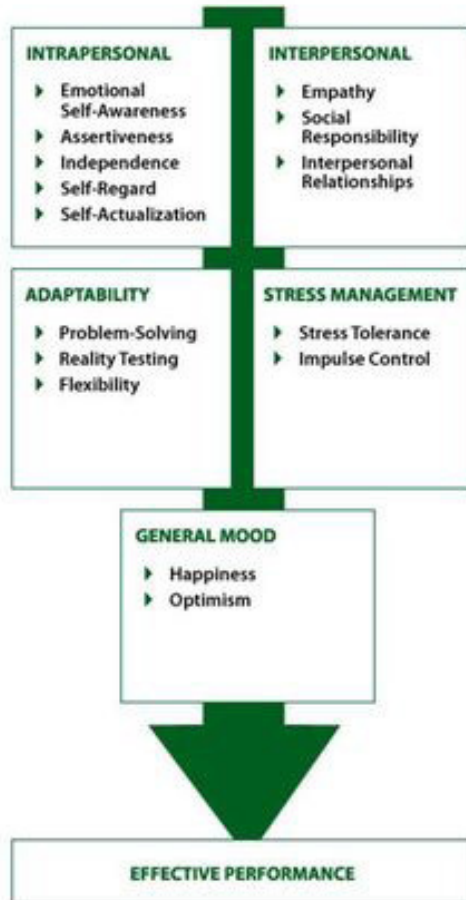 INTRAPERSONAL
Emotional
Self-Awareness
Assertiveness
Independence
Self-Regard
Self-Actualization
INTERPERSONAL
Empathy
Social
Responsibility
Interpersonal
Relationships
ADAPTABILITY
Problem-Solving
Reality Testing
Flexibility
STRESS MANAGEMENT
Stress Tolerance
Impulse Control
GENERAL MOOD
Happiness
Optimism
EFFECTIVE PERFORMANCE